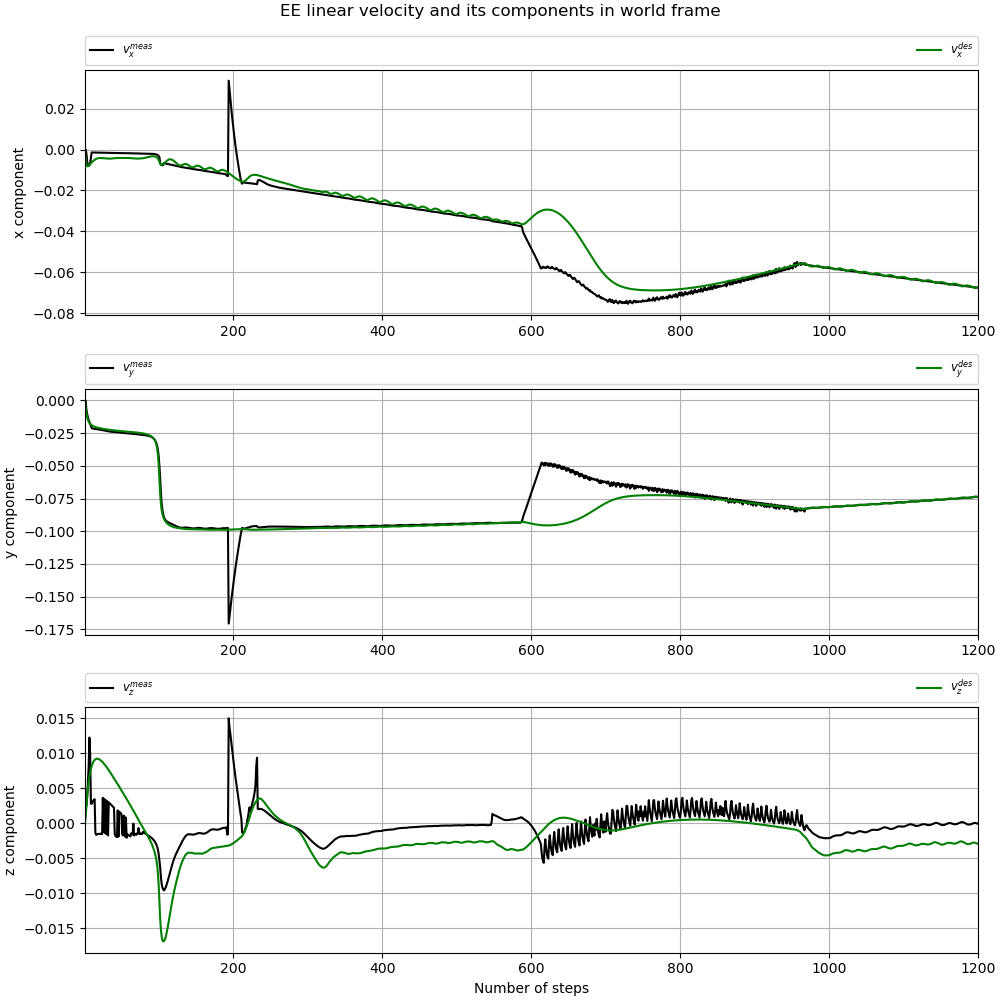 EE linear velocity and its components in world frame
v_x^{meas} v_x^{des}
0.02
0.00
−0.02
−0.04
−0.06
−0.08
x component
200 400 600 800 1000 1200
v_y^{meas} v_y^{des}
0.000
−0.025
−0.050
−0.075
−0.100
−0.125
−0.150
−0.175
y component
200 400 600 800 1000 1200
v_z^{meas} v_z^{des}
0.015
0.010
0.005
0.000
−0.005
−0.010
−0.015
z component
200 400 600 800 1000 1200
Number of steps